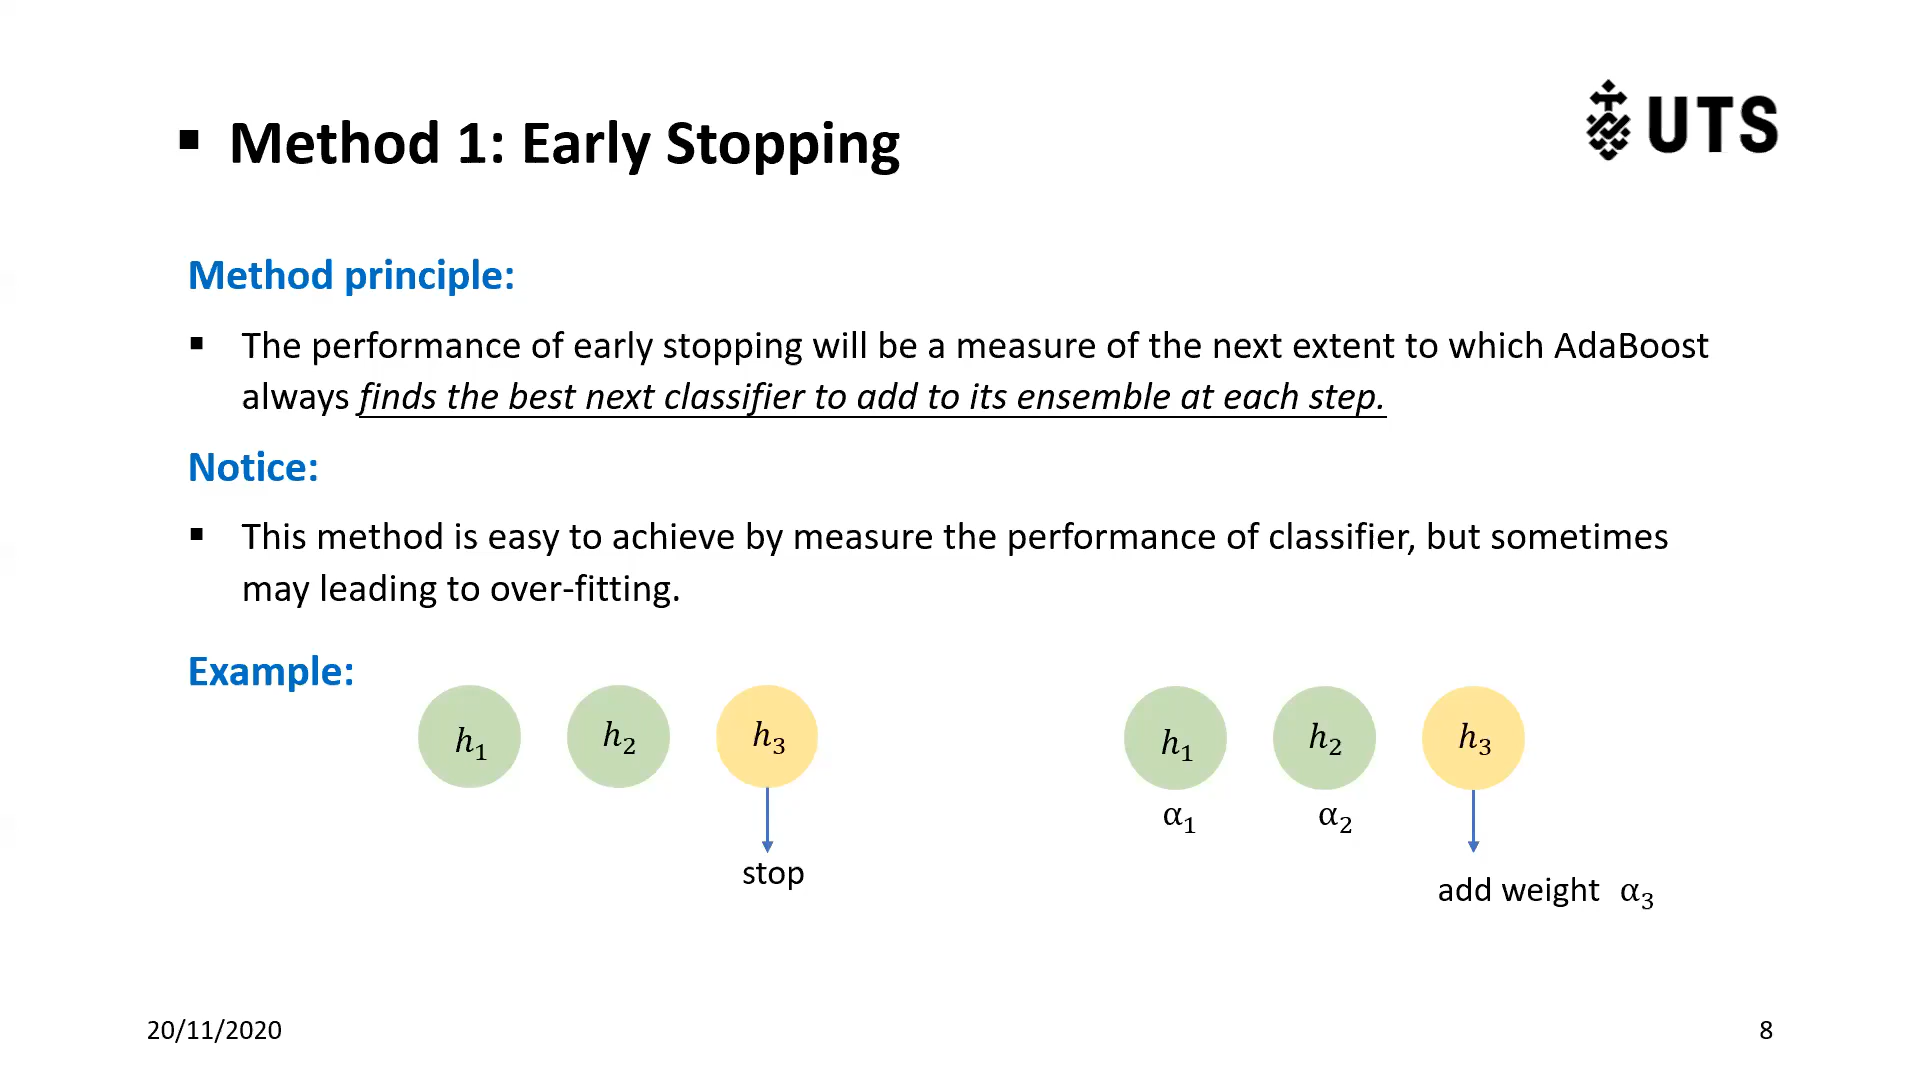 ▪ Method 1: Early Stopping
UTS
Method principle:
▪ The performance of early stopping will be a measure of the next extent to which AdaBoost
always finds the best next classifier to add to its ensemble at each step.
Notice:
▪ This method is easy to achieve by measure the performance of classifier, but sometimes
may leading to over-fitting.
Example:
h₁ h₂ h₃
stop
h₁ h₂ h₃
α₁ α₂
add weight α₃
20/11/2020
8